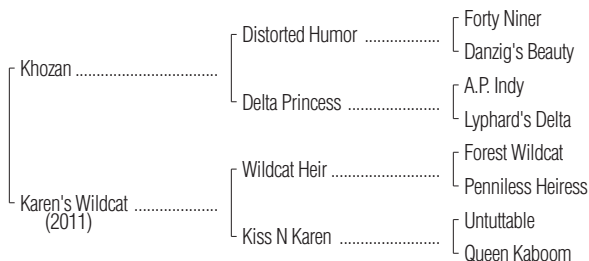 Forty Niner
Distorted Humor ....................
Danzig's Beauty
Khozan ......................................
A.P. Indy
Delta Princess ........................
Lyphard's Delta
Forest Wildcat
Wildcat Heir .............................
Penniless Heiress
Karen's Wildcat ......................
(2011)
Untuttable
Kiss N Karen ..........................
Queen Kaboom